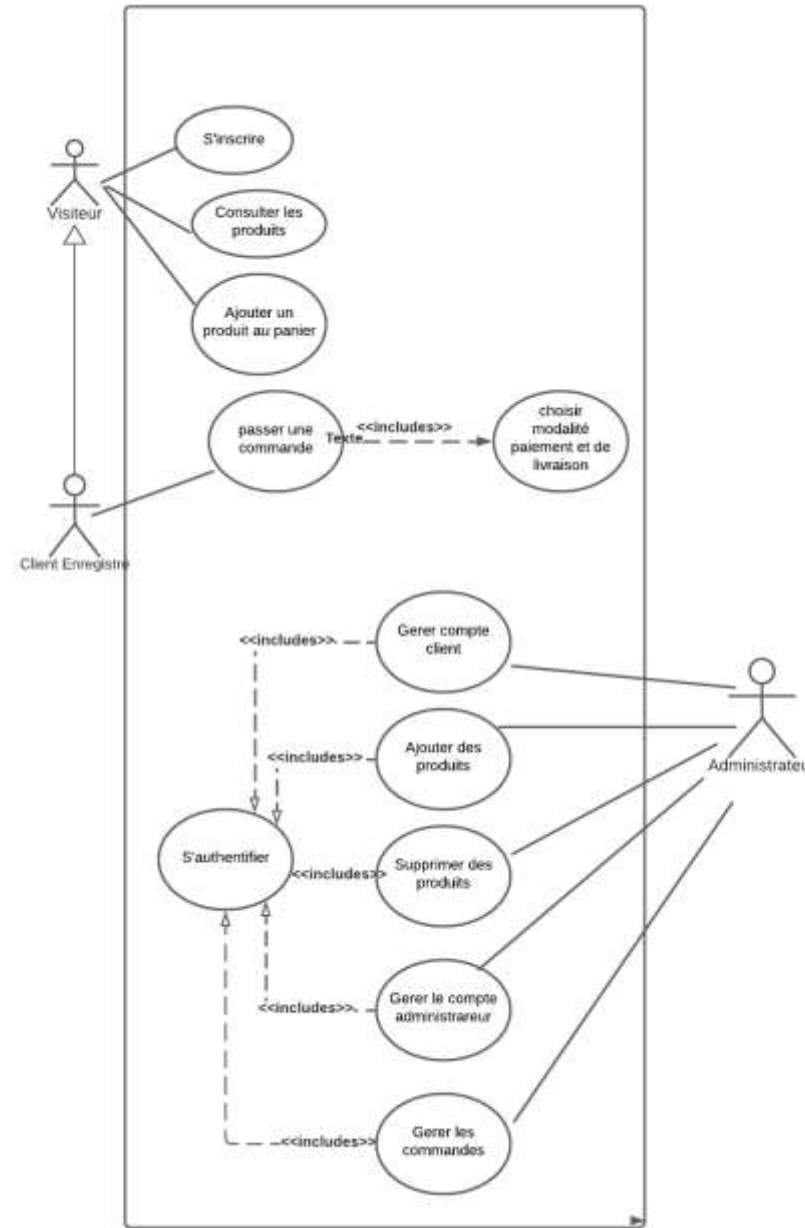 S'inscrire
Visiteur
Consulter les
produits
Ajouter un
produit au panier
passer une
commande
Texte
<<includes>>
choisir
modalité
paiement et de
livraison
Client Enregistré
Gerer compte
client
<<includes>>
Ajouter des
produits
<<includes>>
Administrateur
S'authentifier
Supprimer des
produits
<<includes>>
Gerer le compte
administrareur
<<includes>>
Gerer les
commandes
<<includes>>